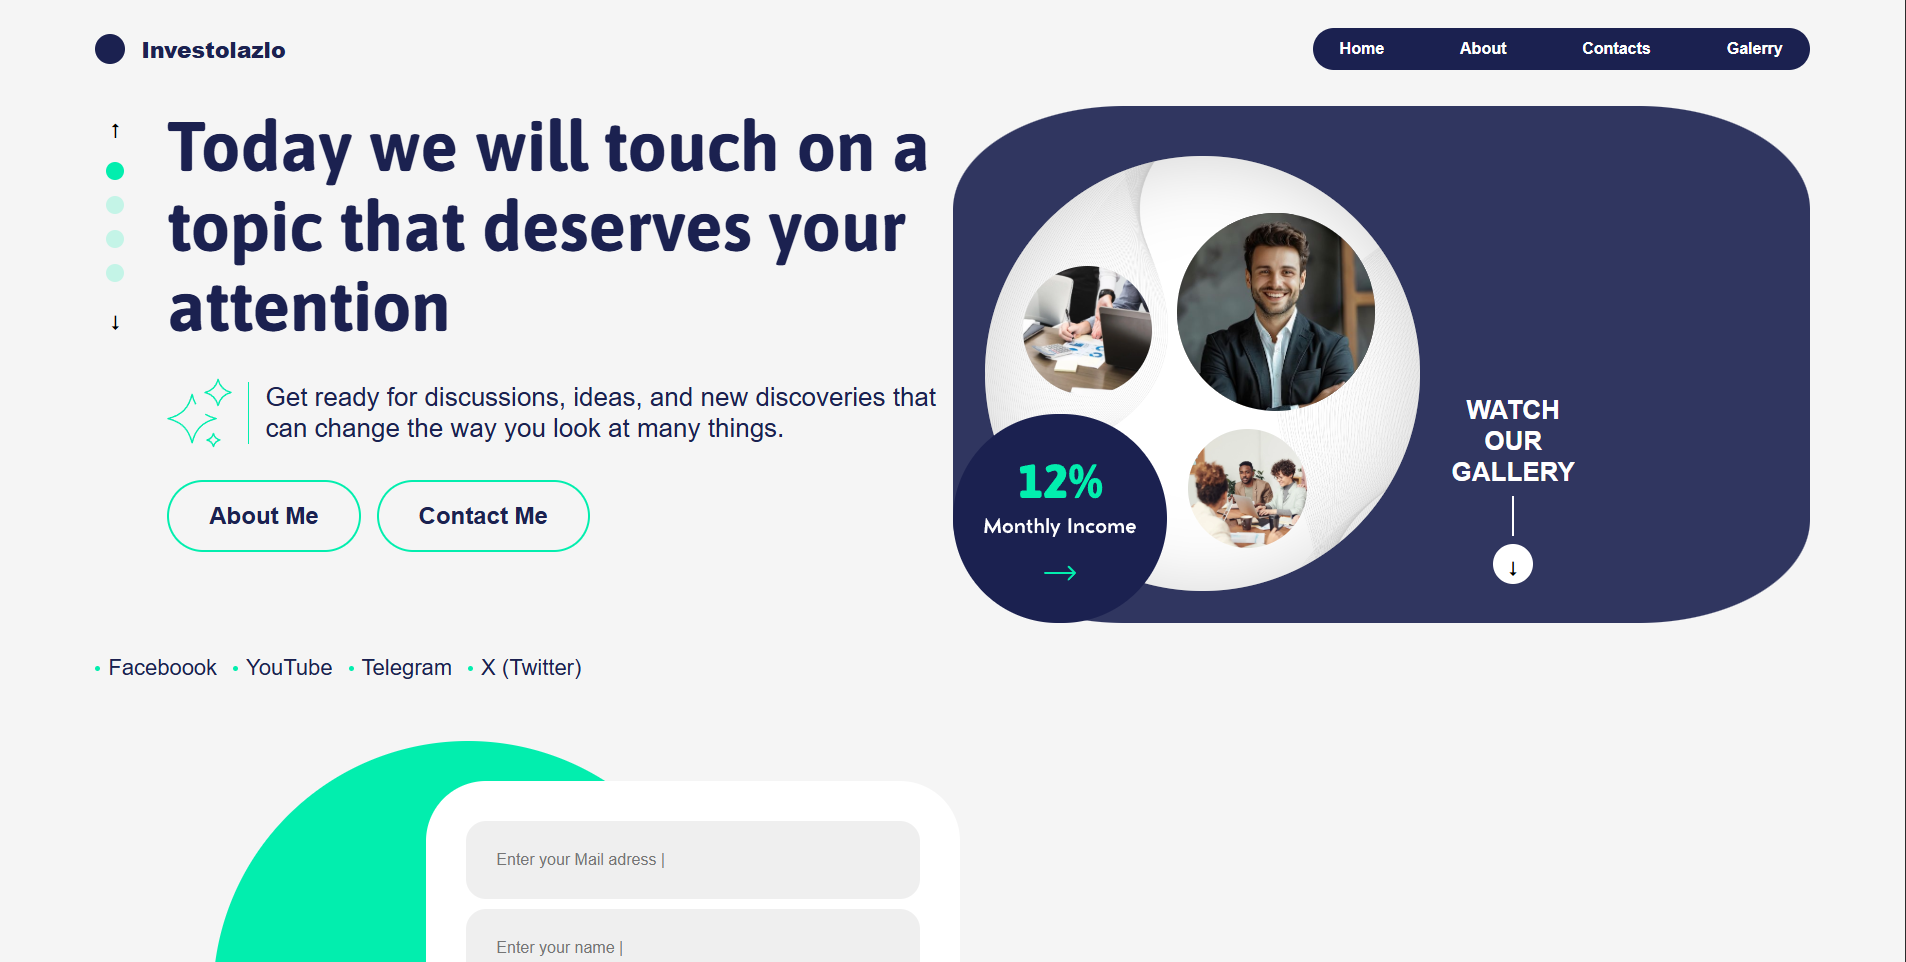 Investolazlo
Home
About
Contacts
Galerry
↑
Today we will touch on a
topic that deserves your
attention
↓
Get ready for discussions, ideas, and new discoveries that
can change the way you look at many things.
About Me
Contact Me
12%
Monthly Income
→
WATCH
OUR
GALLERY
↓
• Faceboook • YouTube • Telegram • X (Twitter)
Enter your Mail adress |
Enter your name |